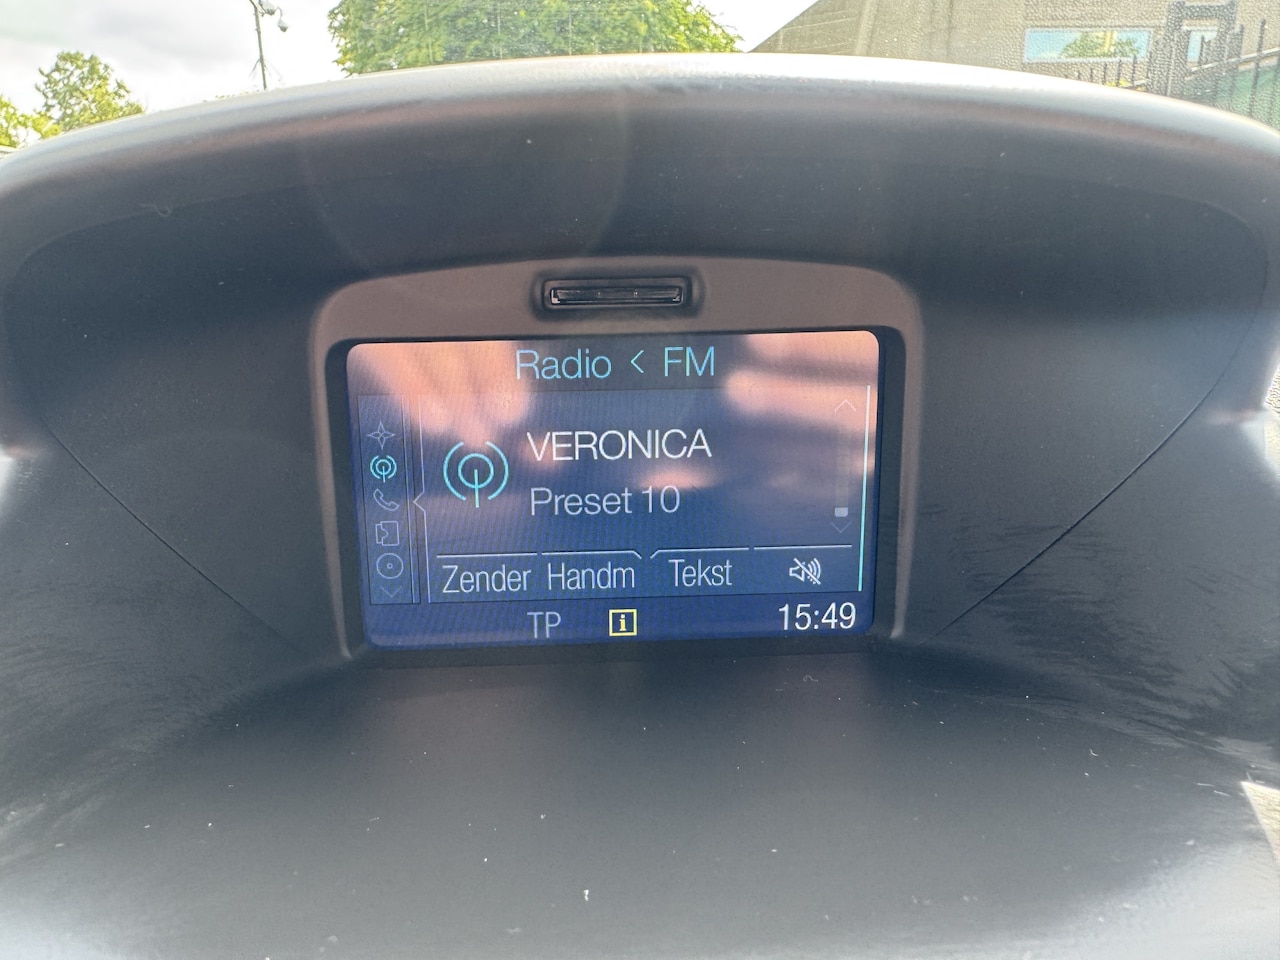 Radio < FM
VERONICA
Preset 10
Zender Handm Tekst
TP i 15:49